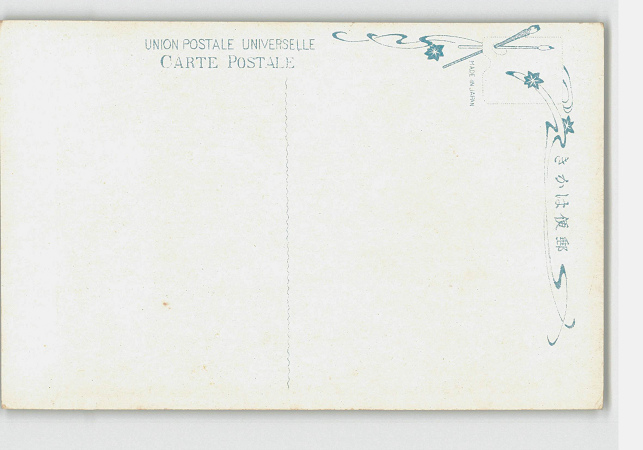 UNION POSTALE UNIVERSELLE
CARTE POSTALE
MADE IN JAPAN
郵便はかき